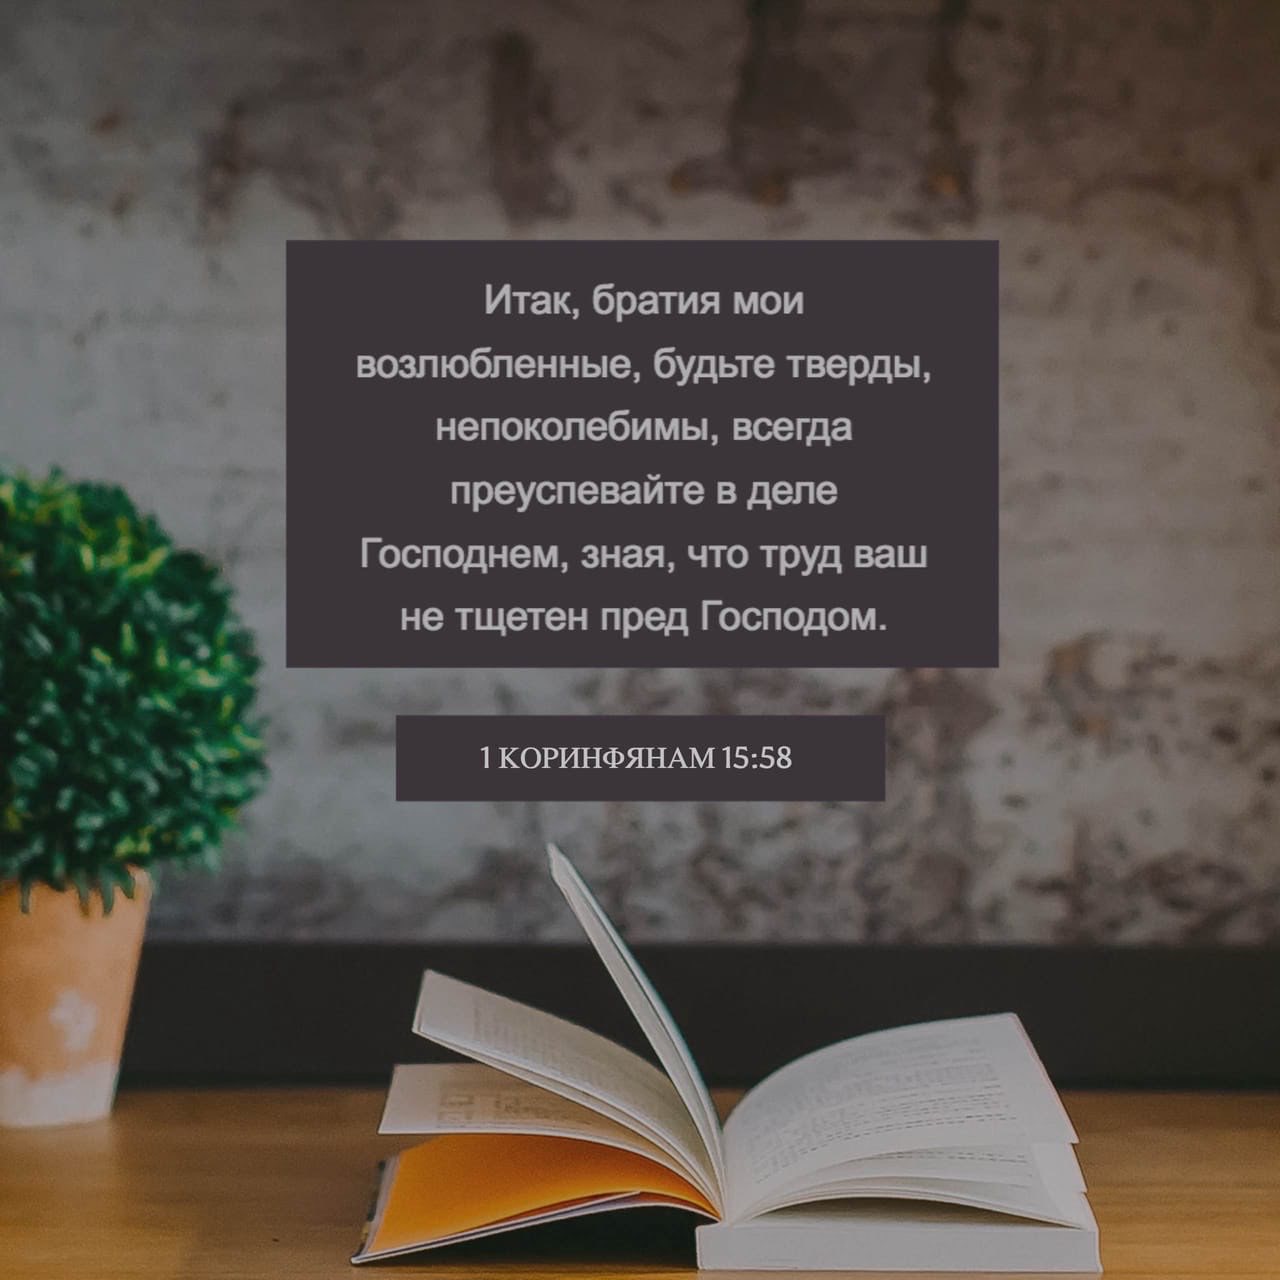 Итак, братия мои
возлюбленные, будьте тверды,
непоколебимы, всегда
преуспевайте в деле
Господнем, зная, что труд ваш
не тщетен пред Господом.
1 КОРИНФЯНАМ 15:58